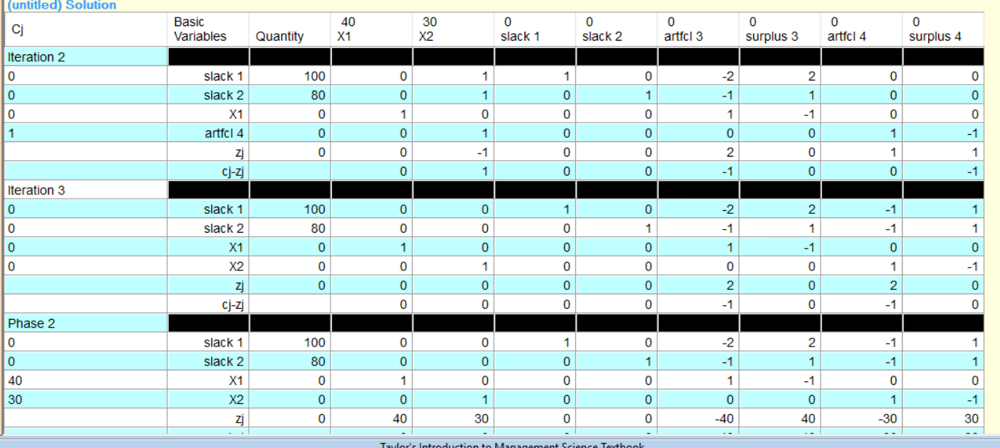 (untitled) Solution
Cj Basic Variables Quantity 40 X1 30 X2 0 slack 1 0 slack 2 0 artfcl 3 0 surplus 3 0 artfcl 4 0 surplus 4
Iteration 2
0 slack 1 100 0 1 1 0 -2 2 0 0
0 slack 2 80 0 1 0 1 -1 1 0 0
0 X1 0 1 0 0 0 1 -1 0 0
1 artfcl 4 0 0 1 0 0 0 0 1 -1
zj 0 0 -1 0 0 2 0 1 1
cj-zj 0 1 0 0 -1 0 0 -1
Iteration 3
0 slack 1 100 0 0 1 0 -2 2 -1 1
0 slack 2 80 0 0 0 1 -1 1 -1 1
0 X1 0 1 0 0 0 1 -1 0 0
0 X2 0 0 1 0 0 0 0 1 -1
zj 0 0 0 0 0 2 0 2 0
cj-zj 0 0 0 0 -1 0 -1 0
Phase 2
0 slack 1 100 0 0 1 0 -2 2 -1 1
0 slack 2 80 0 0 0 1 -1 1 -1 1
40 X1 0 1 0 0 0 1 -1 0 0
30 X2 0 0 1 0 0 0 0 1 -1
zj 0 40 30 0 0 -40 40 -30 30
Taylor's Introduction to Management Science Textbook